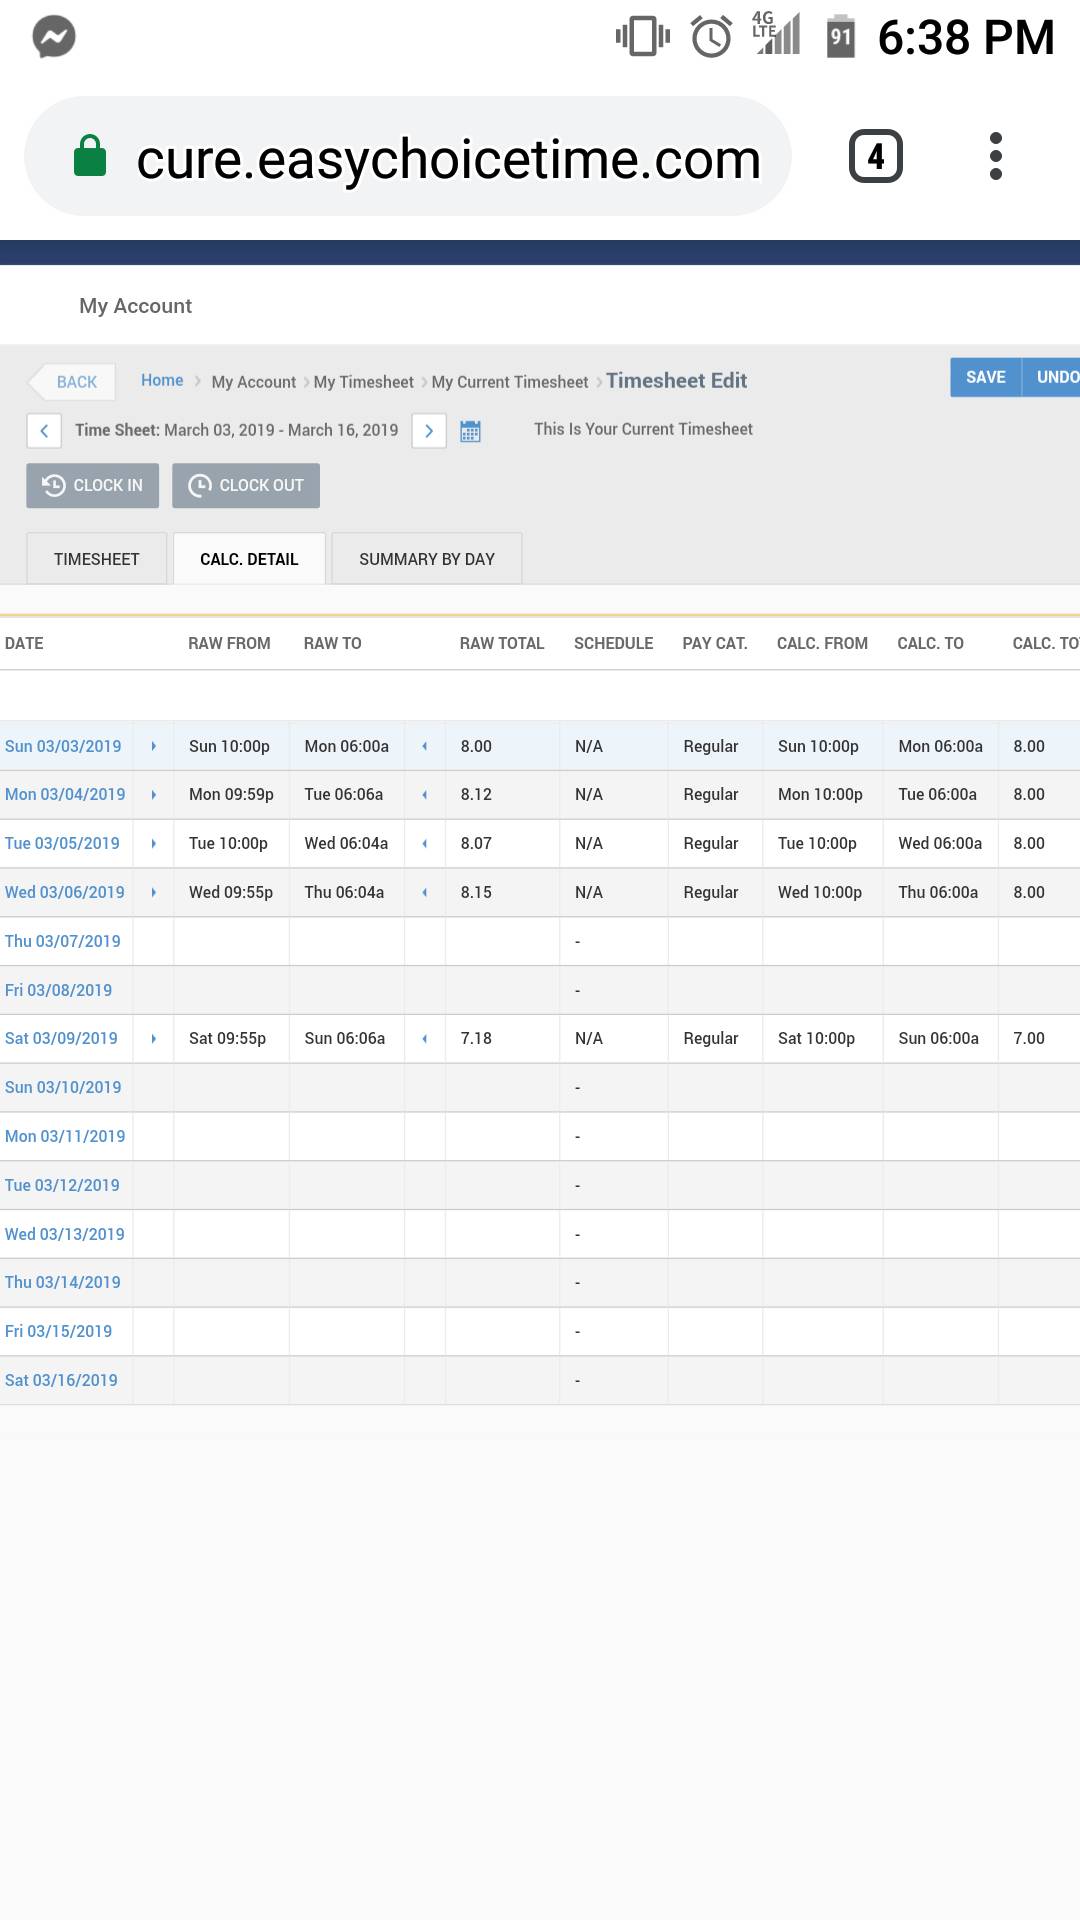 4G LTE 91 6:38 PM
cure.easychoicetime.com 4
My Account
BACK Home My Account My Timesheet My Current Timesheet Timesheet Edit SAVE UNDO
Time Sheet: March 03, 2019 - March 16, 2019 This Is Your Current Timesheet
CLOCK IN CLOCK OUT
TIMESHEET CALC. DETAIL SUMMARY BY DAY
DATE RAW FROM RAW TO RAW TOTAL SCHEDULE PAY CAT. CALC. FROM CALC. TO CALC. TO
Sun 03/03/2019 Sun 10:00p Mon 06:00a 8.00 N/A Regular Sun 10:00p Mon 06:00a 8.00
Mon 03/04/2019 Mon 09:59p Tue 06:06a 8.12 N/A Regular Mon 10:00p Tue 06:00a 8.00
Tue 03/05/2019 Tue 10:00p Wed 06:04a 8.07 N/A Regular Tue 10:00p Wed 06:00a 8.00
Wed 03/06/2019 Wed 09:55p Thu 06:04a 8.15 N/A Regular Wed 10:00p Thu 06:00a 8.00
Thu 03/07/2019 -
Fri 03/08/2019 -
Sat 03/09/2019 Sat 09:55p Sun 06:06a 7.18 N/A Regular Sat 10:00p Sun 06:00a 7.00
Sun 03/10/2019 -
Mon 03/11/2019 -
Tue 03/12/2019 -
Wed 03/13/2019 -
Thu 03/14/2019 -
Fri 03/15/2019 -
Sat 03/16/2019 -